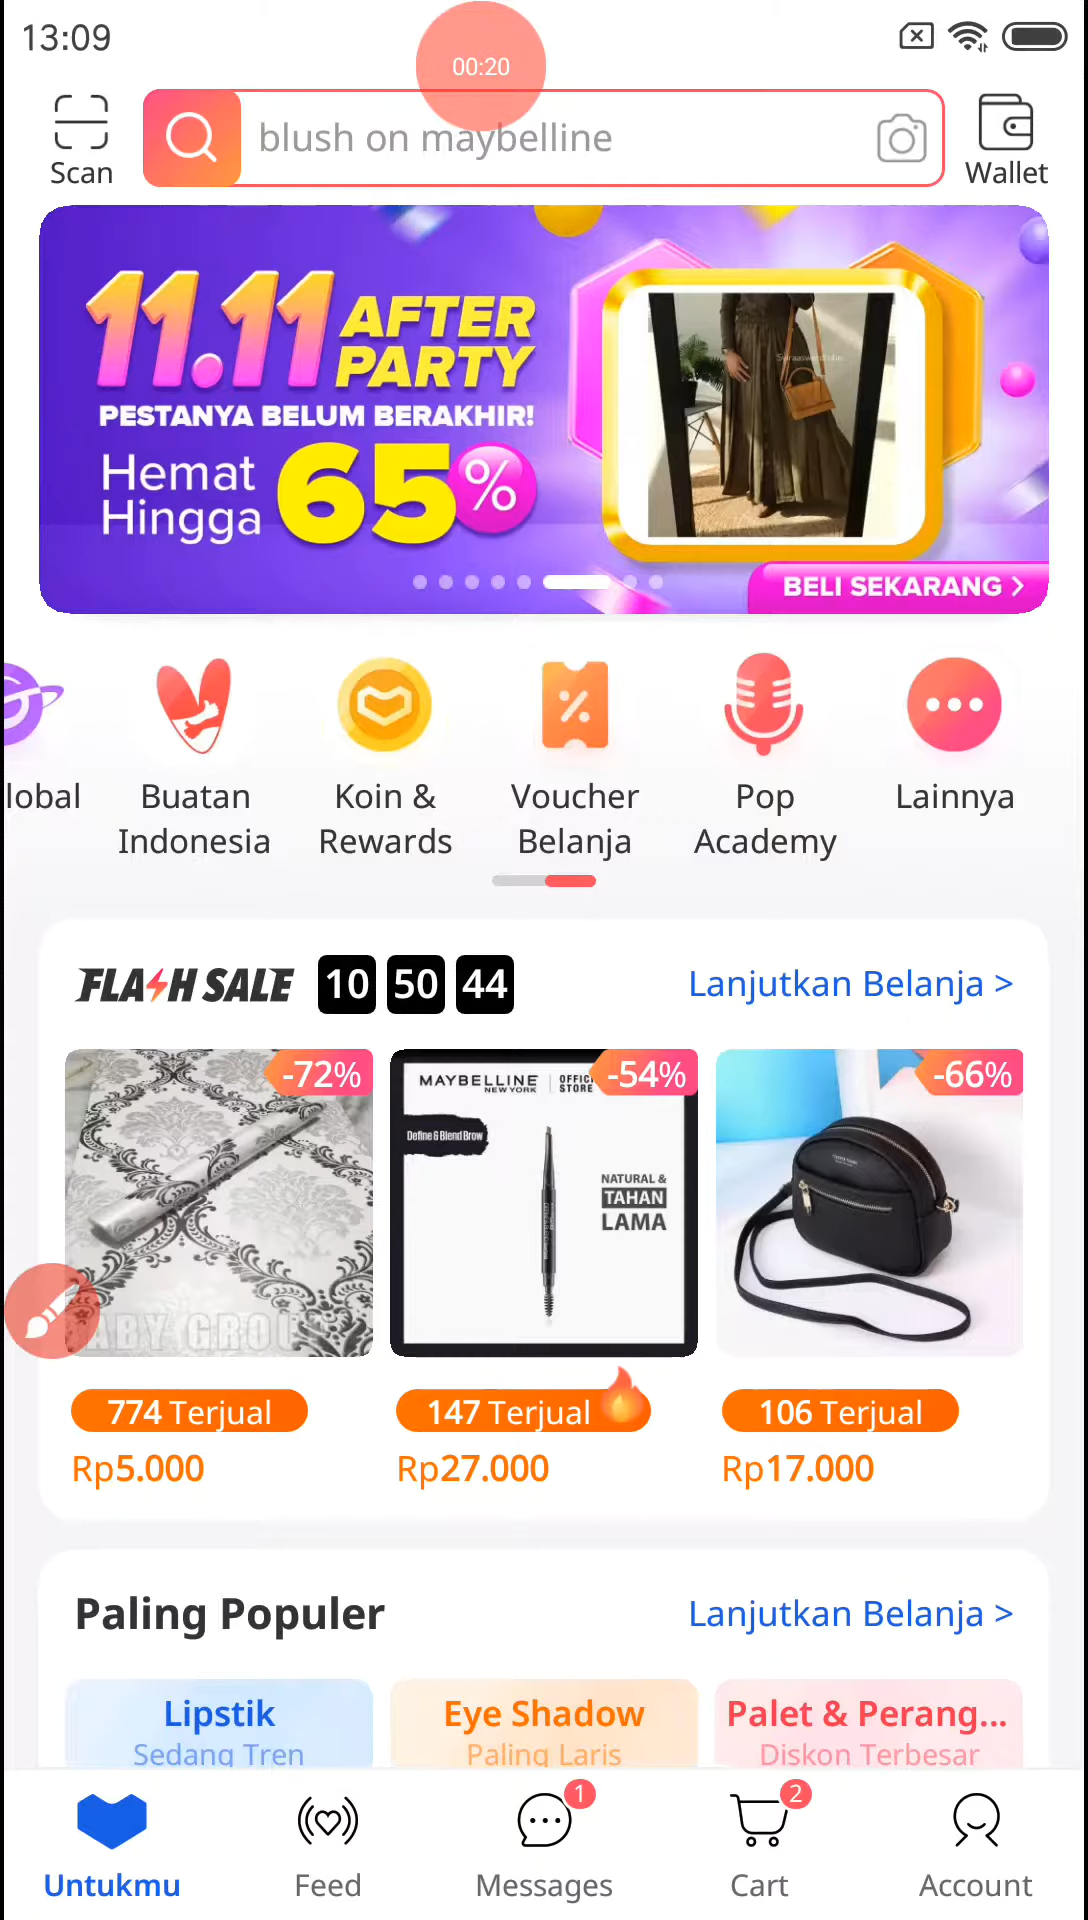 13:09
00:20
Scan
blush on maybelline
Wallet
11.11 AFTER PARTY
PESTANYA BELUM BERAKHIR!
Hemat Hingga 65%
BELI SEKARANG >
lobal
Buatan Indonesia
Koin & Rewards
Voucher Belanja
Pop Academy
Lainnya
FLASH SALE 10 50 44
Lanjutkan Belanja >
-72%
MAYBELLINE
NEW YORK
STORE
-54%
Define & Blend Brow
NATURAL &
TAHAN
LAMA
-66%
774 Terjual
147 Terjual
106 Terjual
Rp5.000
Rp27.000
Rp17.000
Paling Populer
Lanjutkan Belanja >
Lipstik
Sedang Tren
Eye Shadow
Paling Laris
Palet & Perang...
Diskon Terbesar
Untukmu
Feed
1
Messages
2
Cart
Account